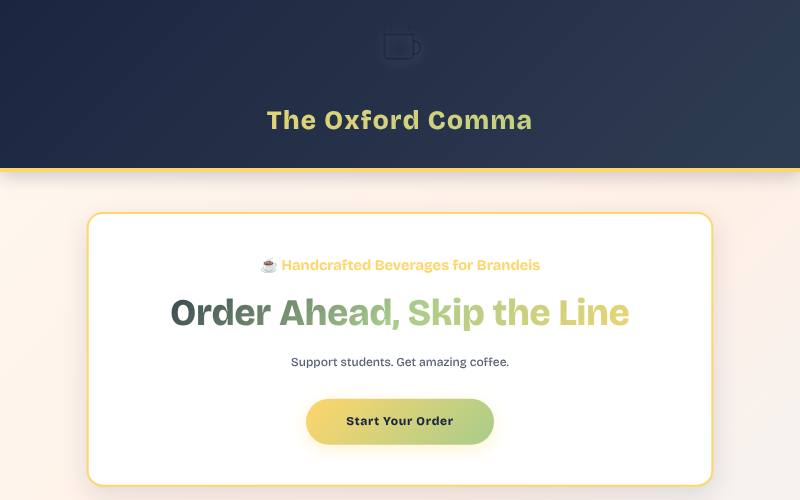 The Oxford Comma
☕ Handcrafted Beverages for Brandeis
Order Ahead, Skip the Line
Support students. Get amazing coffee.
Start Your Order